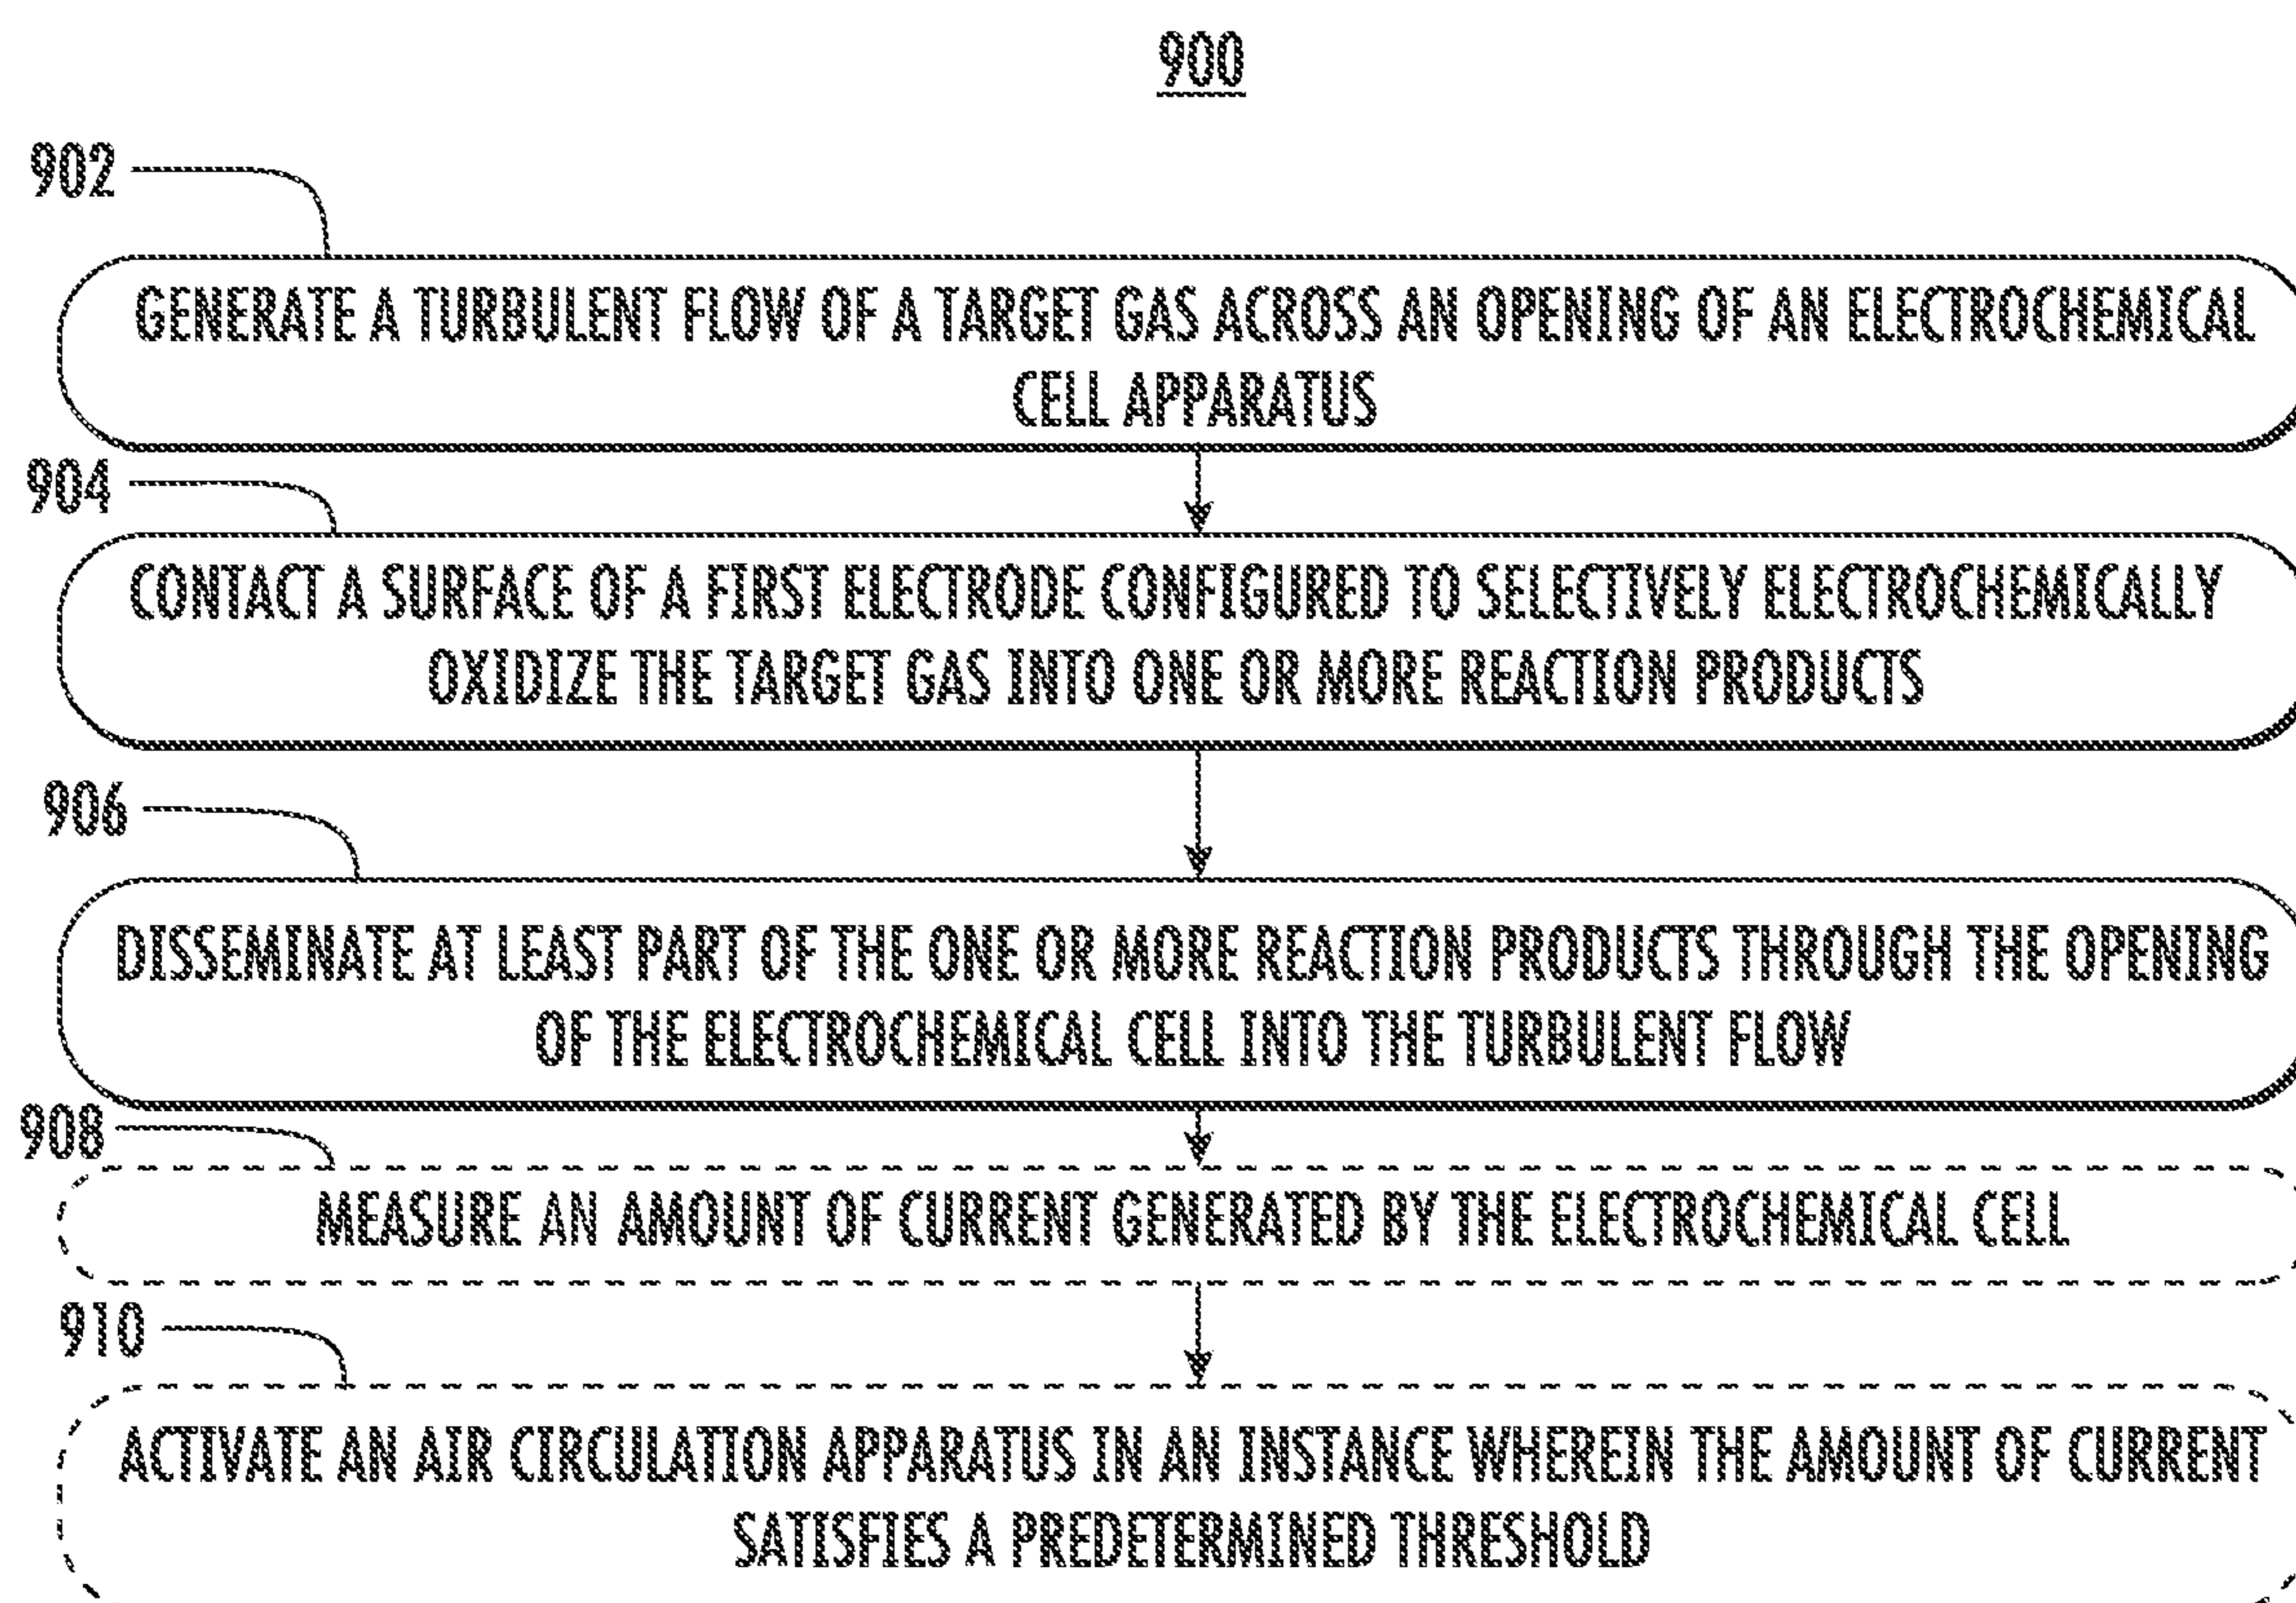 900
902
GENERATE A TURBULENT FLOW OF A TARGET GAS ACROSS AN OPENING OF AN ELECTROCHEMICAL
CELL APPARATUS
904
CONTACT A SURFACE OF A FIRST ELECTRODE CONFIGURED TO SELECTIVELY ELECTROCHEMICALLY
OXIDIZE THE TARGET GAS INTO ONE OR MORE REACTION PRODUCTS
906
DISSEMINATE AT LEAST PART OF THE ONE OR MORE REACTION PRODUCTS THROUGH THE OPENING
OF THE ELECTROCHEMICAL CELL INTO THE TURBULENT FLOW
908
MEASURE AN AMOUNT OF CURRENT GENERATED BY THE ELECTROCHEMICAL CELL
910
ACTIVATE AN AIR CIRCULATION APPARATUS IN AN INSTANCE WHEREIN THE AMOUNT OF CURRENT
SATISFIES A PREDETERMINED THRESHOLD